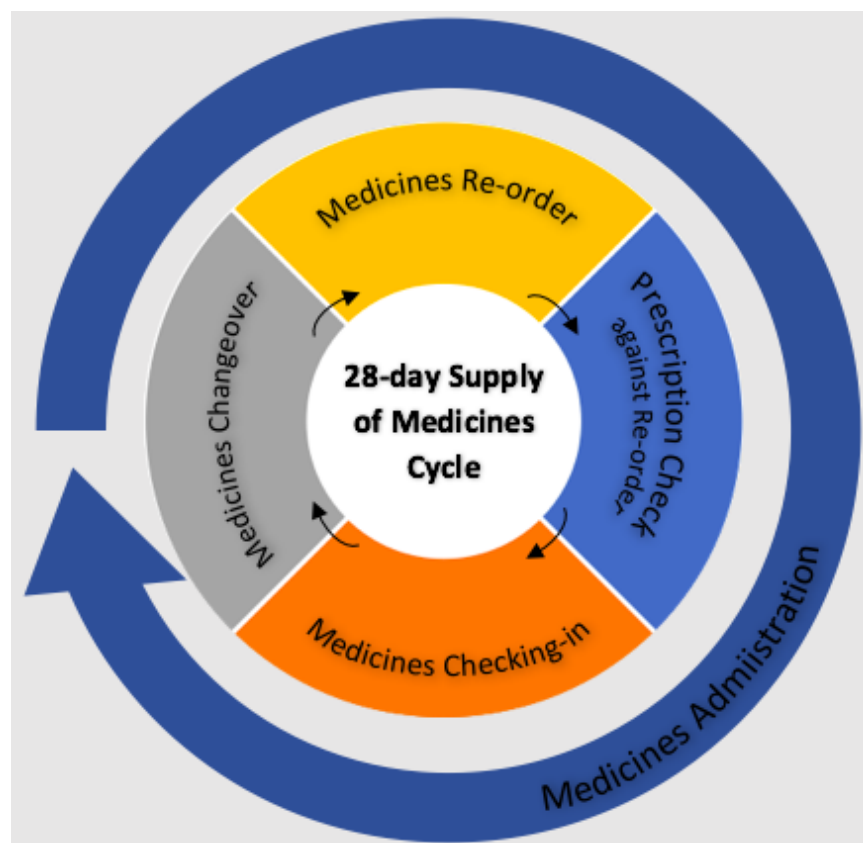 Medicines Re-order
Prescription Check
against Re-order
Medicines Checking-in
Medicines Changeover
28-day Supply
of Medicines
Cycle
Medicines Admiistration